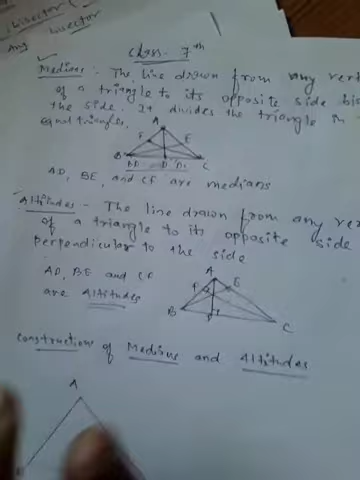 bisector
Any bisector
Class - 7th
Medians :- The line drawn from any
of a triangle to its opposite side
the side. It divides the triangle in
equal triangles.
A
F E
B D C
AD, BE, and CF are medians
Altitudes - The line drawn from any
of a triangle to its opposite side
perpendicular to the side
AD, BE and CF
are Altitudes
A
F E
B
C
Construction of Medians and Altitudes
A